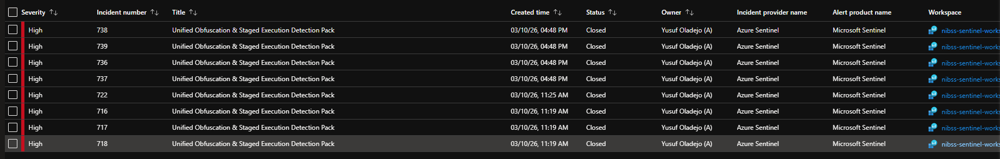 Severity ↑↓ Incident number ↑↓ Title ↑↓ Created time ↑↓ Status ↑↓ Owner ↑↓ Incident provider name Alert product name Workspace
High 738 Unified Obfuscation & Staged Execution Detection Pack 03/10/26, 04:48 PM Closed Yusuf Oladejo (A) Azure Sentinel Microsoft Sentinel nibss-sentinel-works
High 739 Unified Obfuscation & Staged Execution Detection Pack 03/10/26, 04:48 PM Closed Yusuf Oladejo (A) Azure Sentinel Microsoft Sentinel nibss-sentinel-works
High 736 Unified Obfuscation & Staged Execution Detection Pack 03/10/26, 04:48 PM Closed Yusuf Oladejo (A) Azure Sentinel Microsoft Sentinel nibss-sentinel-works
High 737 Unified Obfuscation & Staged Execution Detection Pack 03/10/26, 04:48 PM Closed Yusuf Oladejo (A) Azure Sentinel Microsoft Sentinel nibss-sentinel-works
High 722 Unified Obfuscation & Staged Execution Detection Pack 03/10/26, 11:25 AM Closed Yusuf Oladejo (A) Azure Sentinel Microsoft Sentinel nibss-sentinel-works
High 716 Unified Obfuscation & Staged Execution Detection Pack 03/10/26, 11:19 AM Closed Yusuf Oladejo (A) Azure Sentinel Microsoft Sentinel nibss-sentinel-works
High 717 Unified Obfuscation & Staged Execution Detection Pack 03/10/26, 11:19 AM Closed Yusuf Oladejo (A) Azure Sentinel Microsoft Sentinel nibss-sentinel-works
High 718 Unified Obfuscation & Staged Execution Detection Pack 03/10/26, 11:19 AM Closed Yusuf Oladejo (A) Azure Sentinel Microsoft Sentinel nibss-sentinel-works